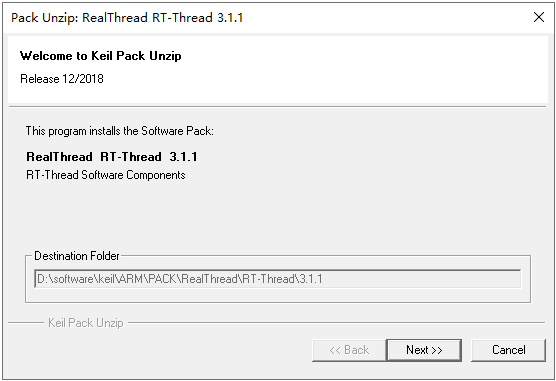 Pack Unzip: RealThread RT-Thread 3.1.1
Welcome to Keil Pack Unzip
Release 12/2018
This program installs the Software Pack:
RealThread RT-Thread 3.1.1
RT-Thread Software Components
Destination Folder
D:\software\keil\ARM\PACK\RealThread\RT-Thread\3.1.1
Keil Pack Unzip
<< Back Next >> Cancel